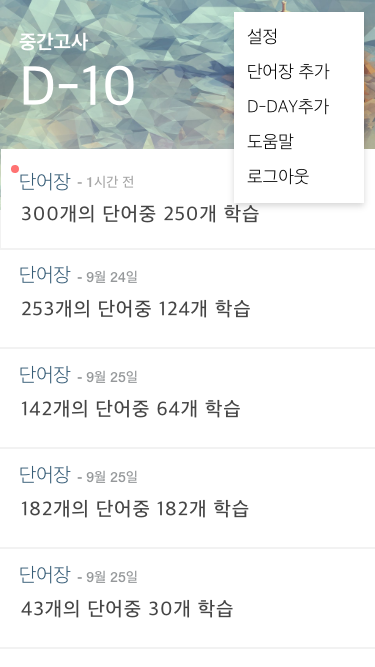 중간고사
D-10
설정
단어장 추가
D-DAY추가
도움말
로그아웃
단어장 - 1시간 전
300개의 단어중 250개 학습
단어장 - 9월 24일
253개의 단어중 124개 학습
단어장 - 9월 25일
142개의 단어중 64개 학습
단어장 - 9월 25일
182개의 단어중 182개 학습
단어장 - 9월 25일
43개의 단어중 30개 학습